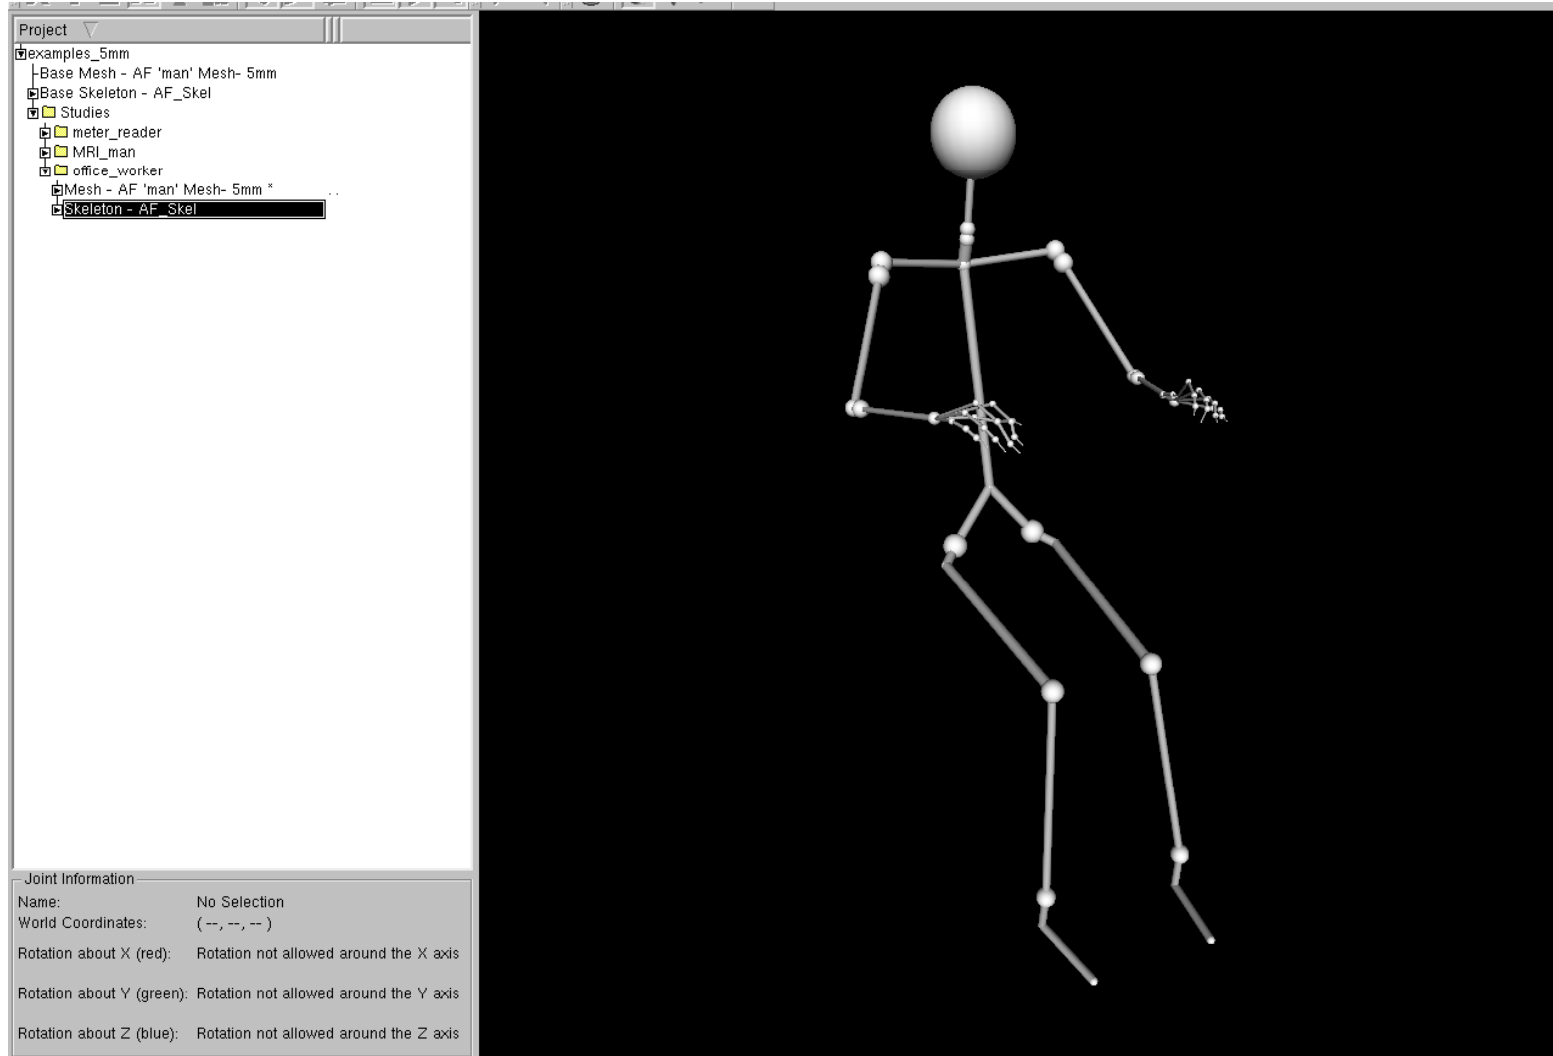 Project
examples_5mm
Base Mesh - AF 'man' Mesh- 5mm
Base Skeleton - AF_Skel
Studies
meter_reader
MRI_man
office_worker
Mesh - AF 'man' Mesh- 5mm * ..
Skeleton - AF_Skel
Joint Information
Name: No Selection
World Coordinates: ( --, --, -- )
Rotation about X (red): Rotation not allowed around the X axis
Rotation about Y (green): Rotation not allowed around the Y axis
Rotation about Z (blue): Rotation not allowed around the Z axis